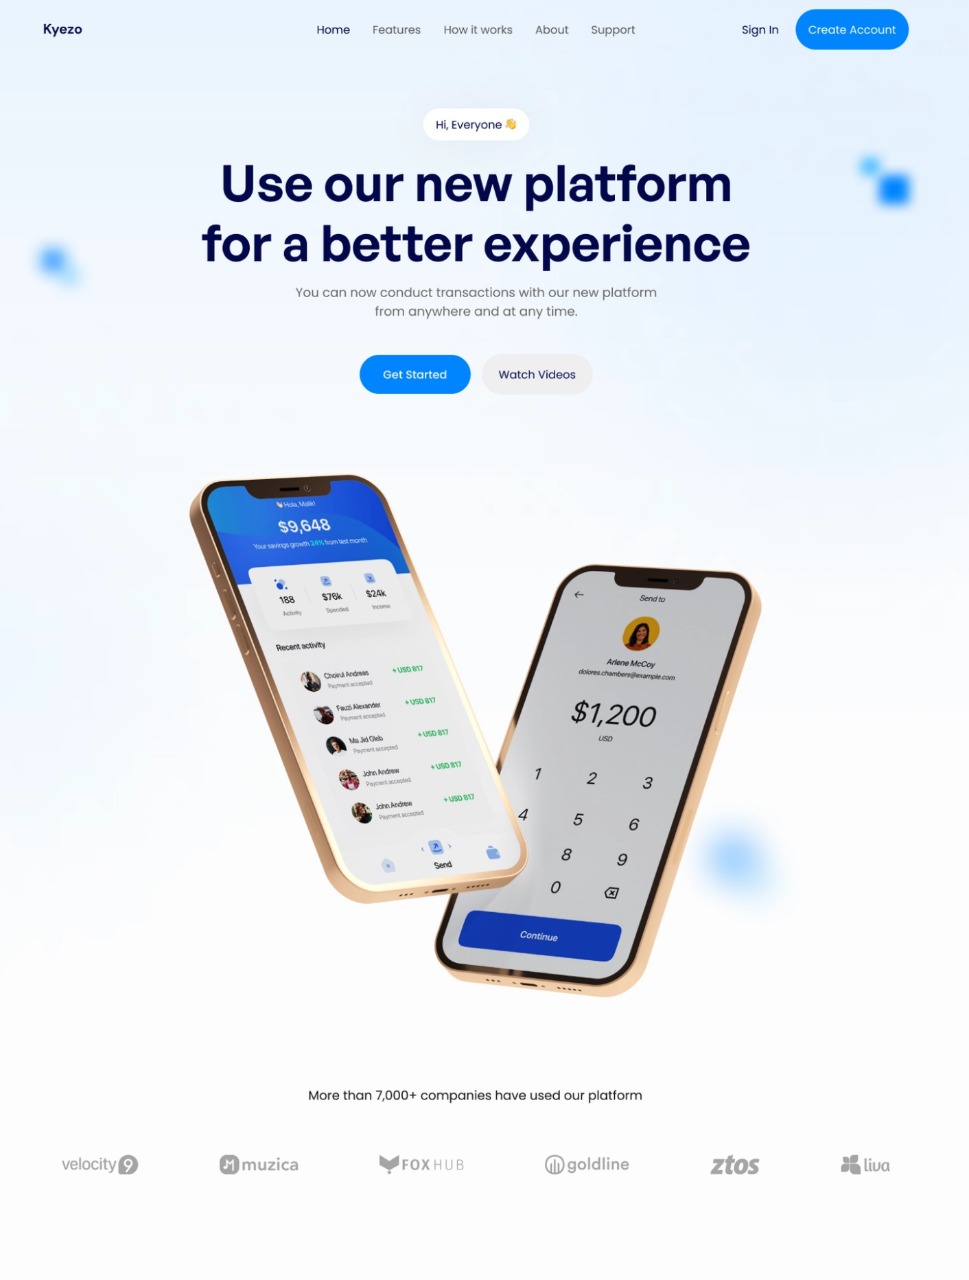 Kyezo
Home Features How it works About Support
Sign In Create Account
Hi, Everyone 👋
Use our new platform
for a better experience
You can now conduct transactions with our new platform
from anywhere and at any time.
Get Started Watch Videos
👋 Hola, Malik!
$9,648
Your savings growth 24% from last month
188 $76k $24k
Activity Spended Income
Recent activity
Choirul Andreas + USD 817
Payment accepted
Fauzi Alexander + USD 817
Payment accepted
Ma Jid Gleb + USD 817
Payment accepted
John Andrew + USD 817
Payment accepted
John Andrew + USD 817
Payment accepted
Send
Send to
Arlene McCoy
dolores.chambers@example.com
$1,200
USD
1 2 3
4 5 6
8 9
0
Continue
More than 7,000+ companies have used our platform
velocity9 muzica FOXHUB goldline ztos liva